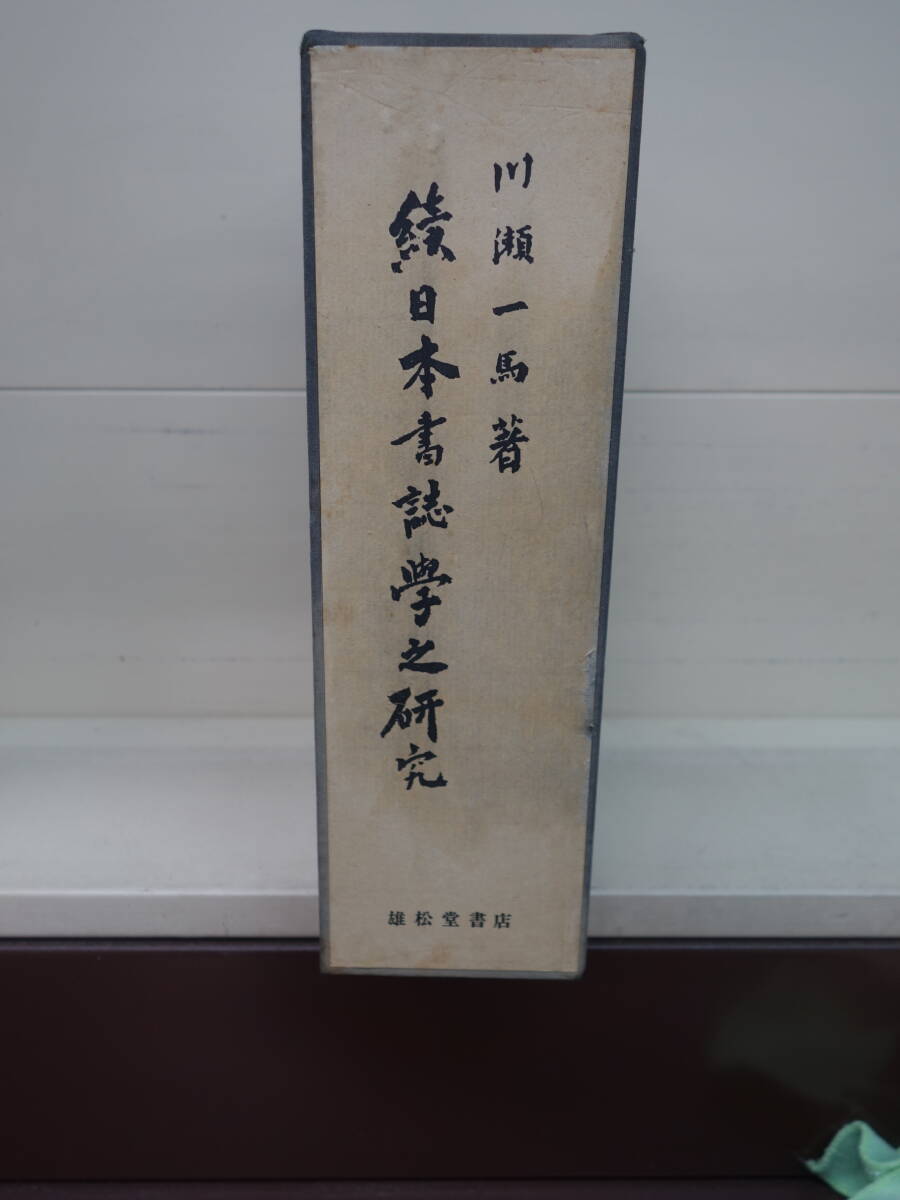 川瀬一馬著
續日本書誌學之研究
雄松堂書店